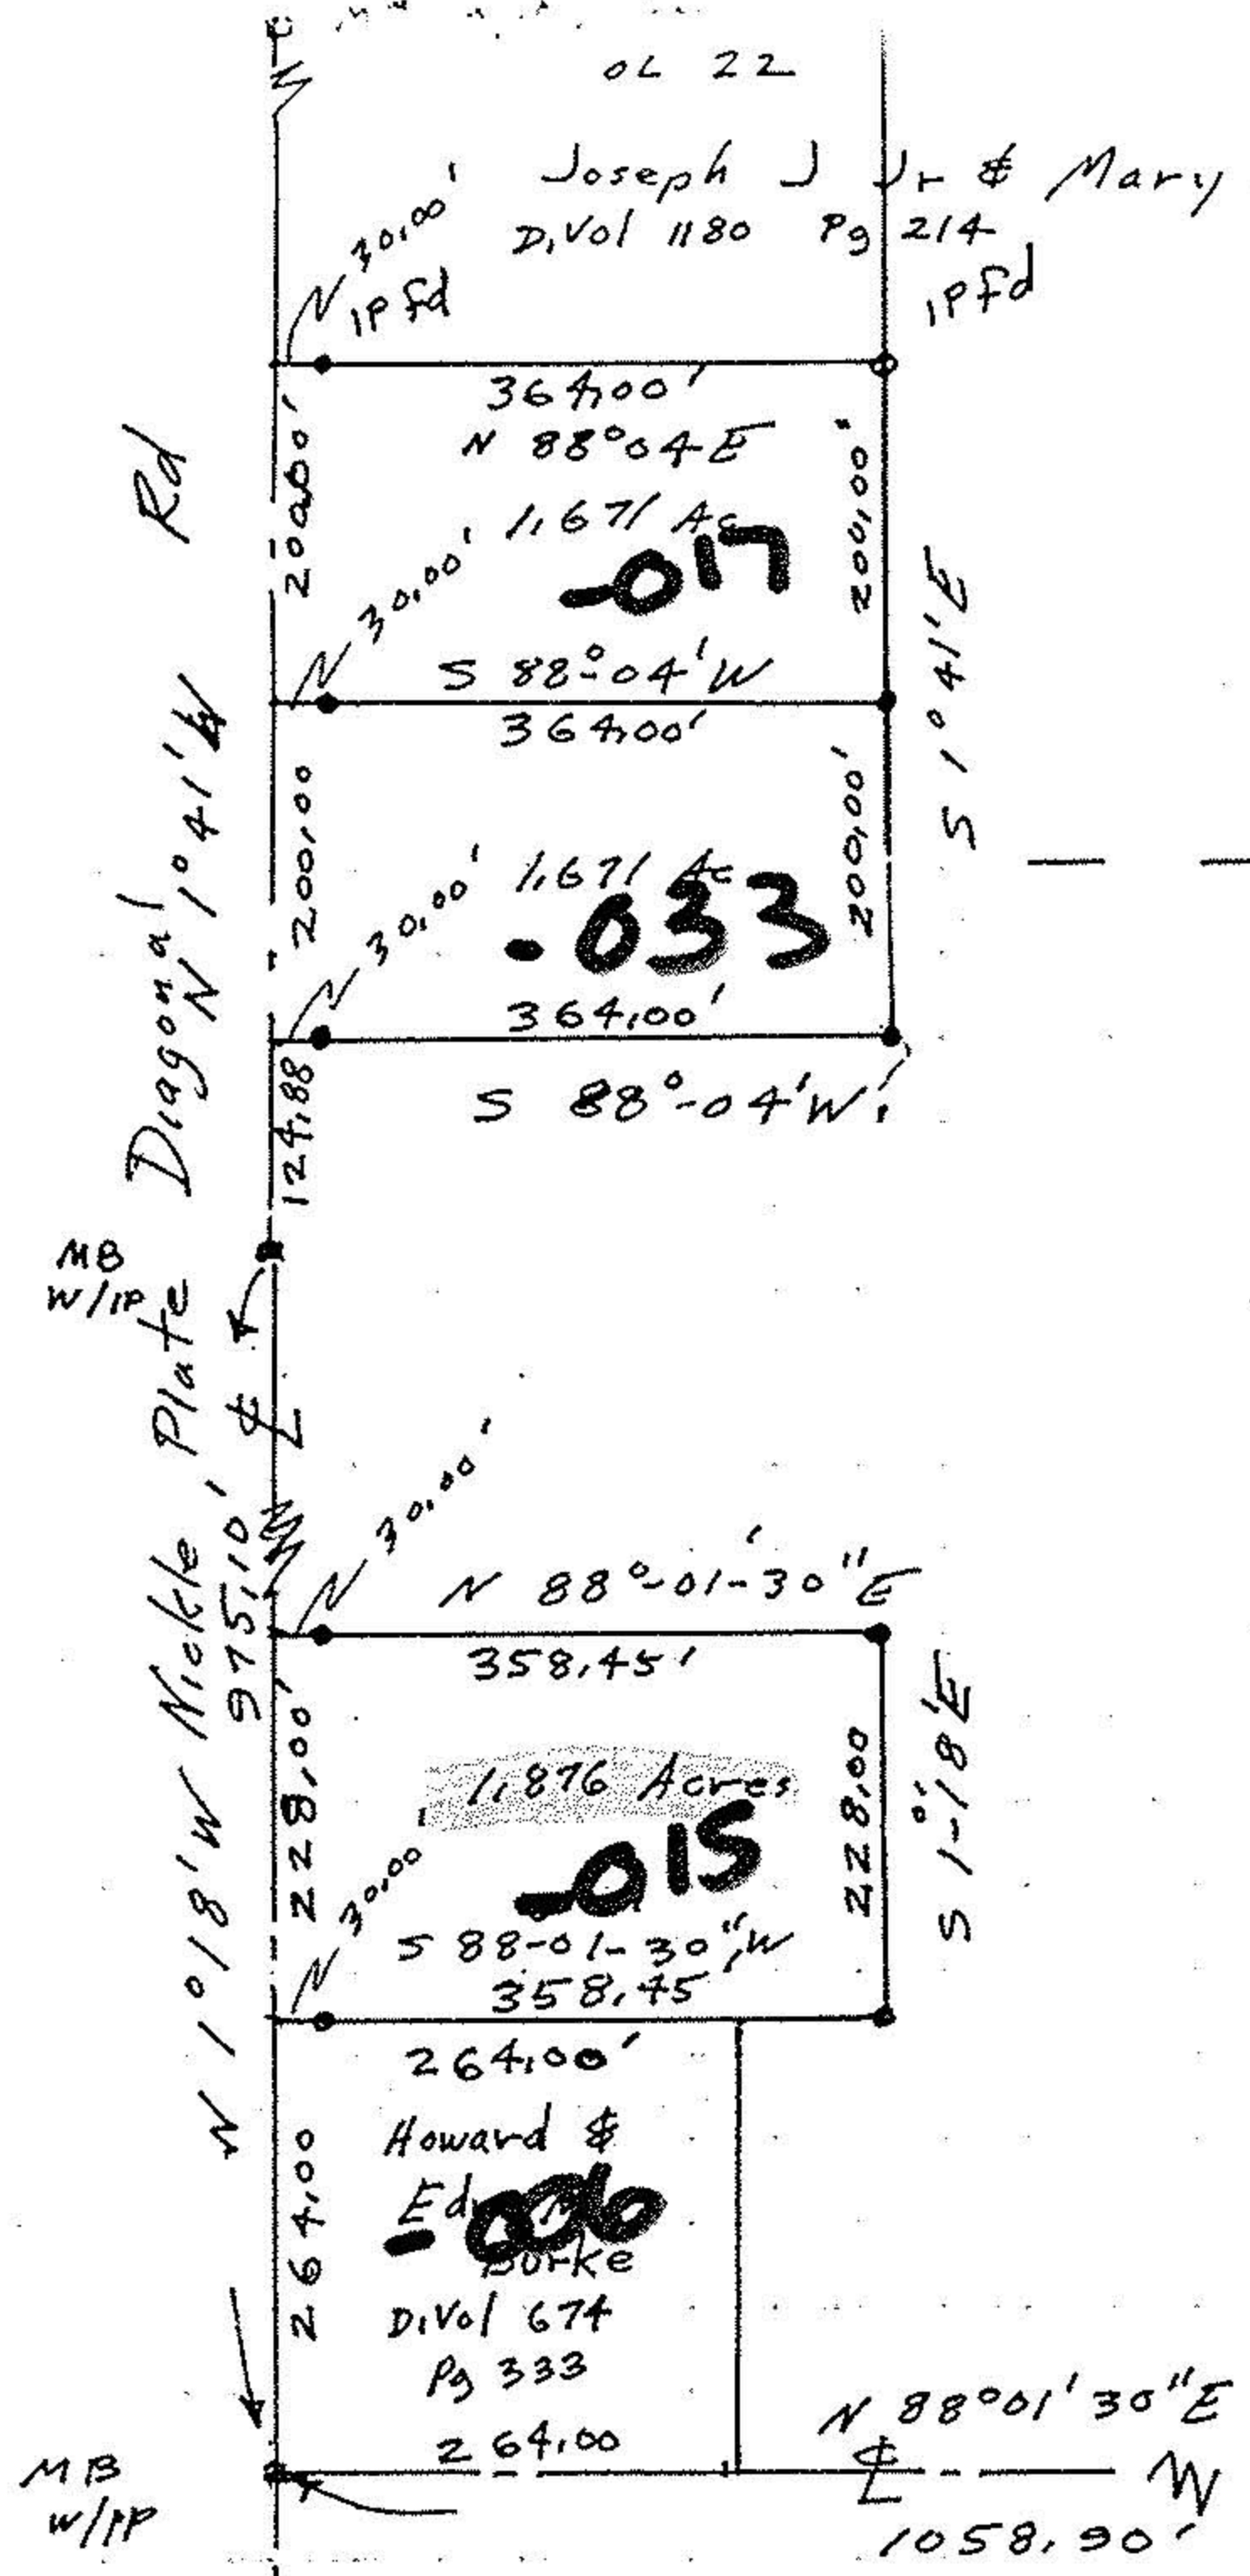 OL 22
Joseph J Jr & Mary
D.Vol 1180 Pg 214
30.00'
IP fd
IP fd
364.00'
N 88°04 E
200.00'
200.00"
1.671 Ac
-017
30.00'
S 88°-04' W
364.00'
S 1°41' E
200.00
200.00'
1.671 Ac
-033
30.00'
364.00'
S 88°-04' W
124.88
Nickle Plate Diagonal Rd
N 1°41' W
MB
W/IP
℄
975.10'
30.00'
N 88°-01'-30" E
358.45'
228.00'
228.00
1.876 Acres
-015
30.00'
S 88-01-30" W
358.45
S 1°-18' E
N 1°18' W
264.00'
Howard &
Burke
-006
D.Vol 674
Pg 333
264.00
264.00
N 88°01'30" E
℄
1058.90'
MB
W/IP